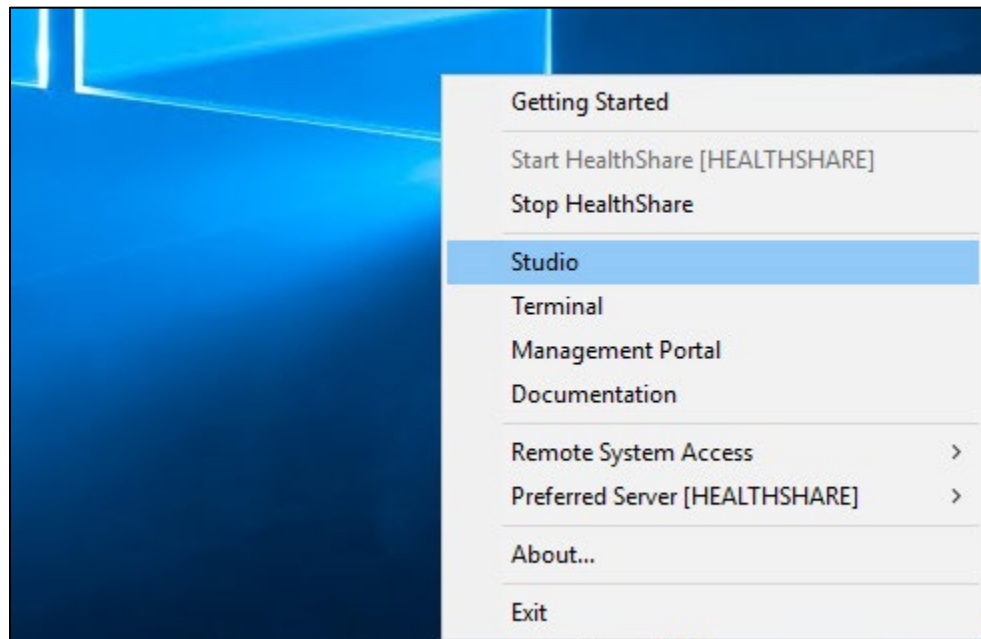 Getting Started
Start HealthShare [HEALTHSHARE]
Stop HealthShare
Studio
Terminal
Management Portal
Documentation
Remote System Access
Preferred Server [HEALTHSHARE]
About...
Exit